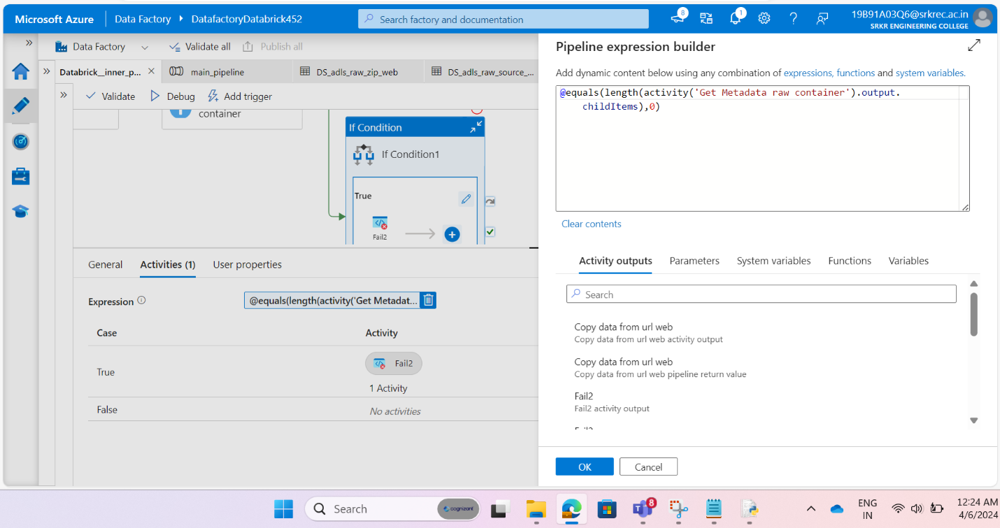 Microsoft Azure
Data Factory
DatafactoryDatabrick452
Search factory and documentation
8
1
19B91A03Q6@srkrec.ac.in
SRKR ENGINEERING COLLEGE
Data Factory
Validate all
Publish all
Databrick__inner_p...
main_pipeline
DS_adls_raw_zip_web
DS_adls_raw_source_...
Validate
Debug
Add trigger
container
If Condition
If Condition1
True
Fail2
General
Activities (1)
User properties
Expression
@equals(length(activity('Get Metadat...
Case
Activity
True
Fail2
1 Activity
False
No activities
Pipeline expression builder
Add dynamic content below using any combination of expressions, functions and system variables.
@equals(length(activity('Get Metadata raw container').output.
childItems),0)
Clear contents
Activity outputs
Parameters
System variables
Functions
Variables
Search
Copy data from url web
Copy data from url web activity output
Copy data from url web
Copy data from url web pipeline return value
Fail2
Fail2 activity output
OK
Cancel
Search
cognizant
8
ENG
IN
12:24 AM
4/6/2024